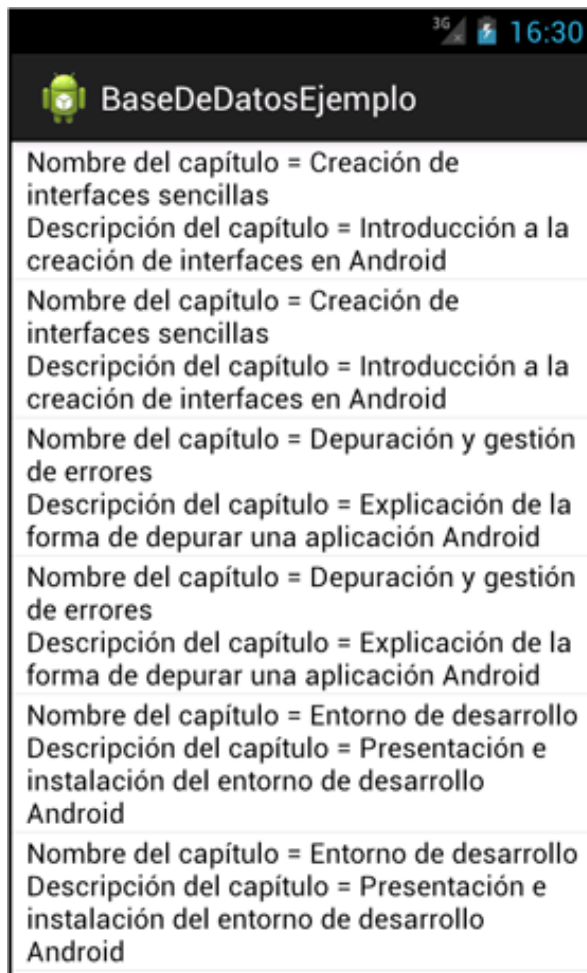 3G 16:30
BaseDeDatosEjemplo
Nombre del capítulo = Creación de
interfaces sencillas
Descripción del capítulo = Introducción a la
creación de interfaces en Android
Nombre del capítulo = Creación de
interfaces sencillas
Descripción del capítulo = Introducción a la
creación de interfaces en Android
Nombre del capítulo = Depuración y gestión
de errores
Descripción del capítulo = Explicación de la
forma de depurar una aplicación Android
Nombre del capítulo = Depuración y gestión
de errores
Descripción del capítulo = Explicación de la
forma de depurar una aplicación Android
Nombre del capítulo = Entorno de desarrollo
Descripción del capítulo = Presentación e
instalación del entorno de desarrollo
Android
Nombre del capítulo = Entorno de desarrollo
Descripción del capítulo = Presentación e
instalación del entorno de desarrollo
Android